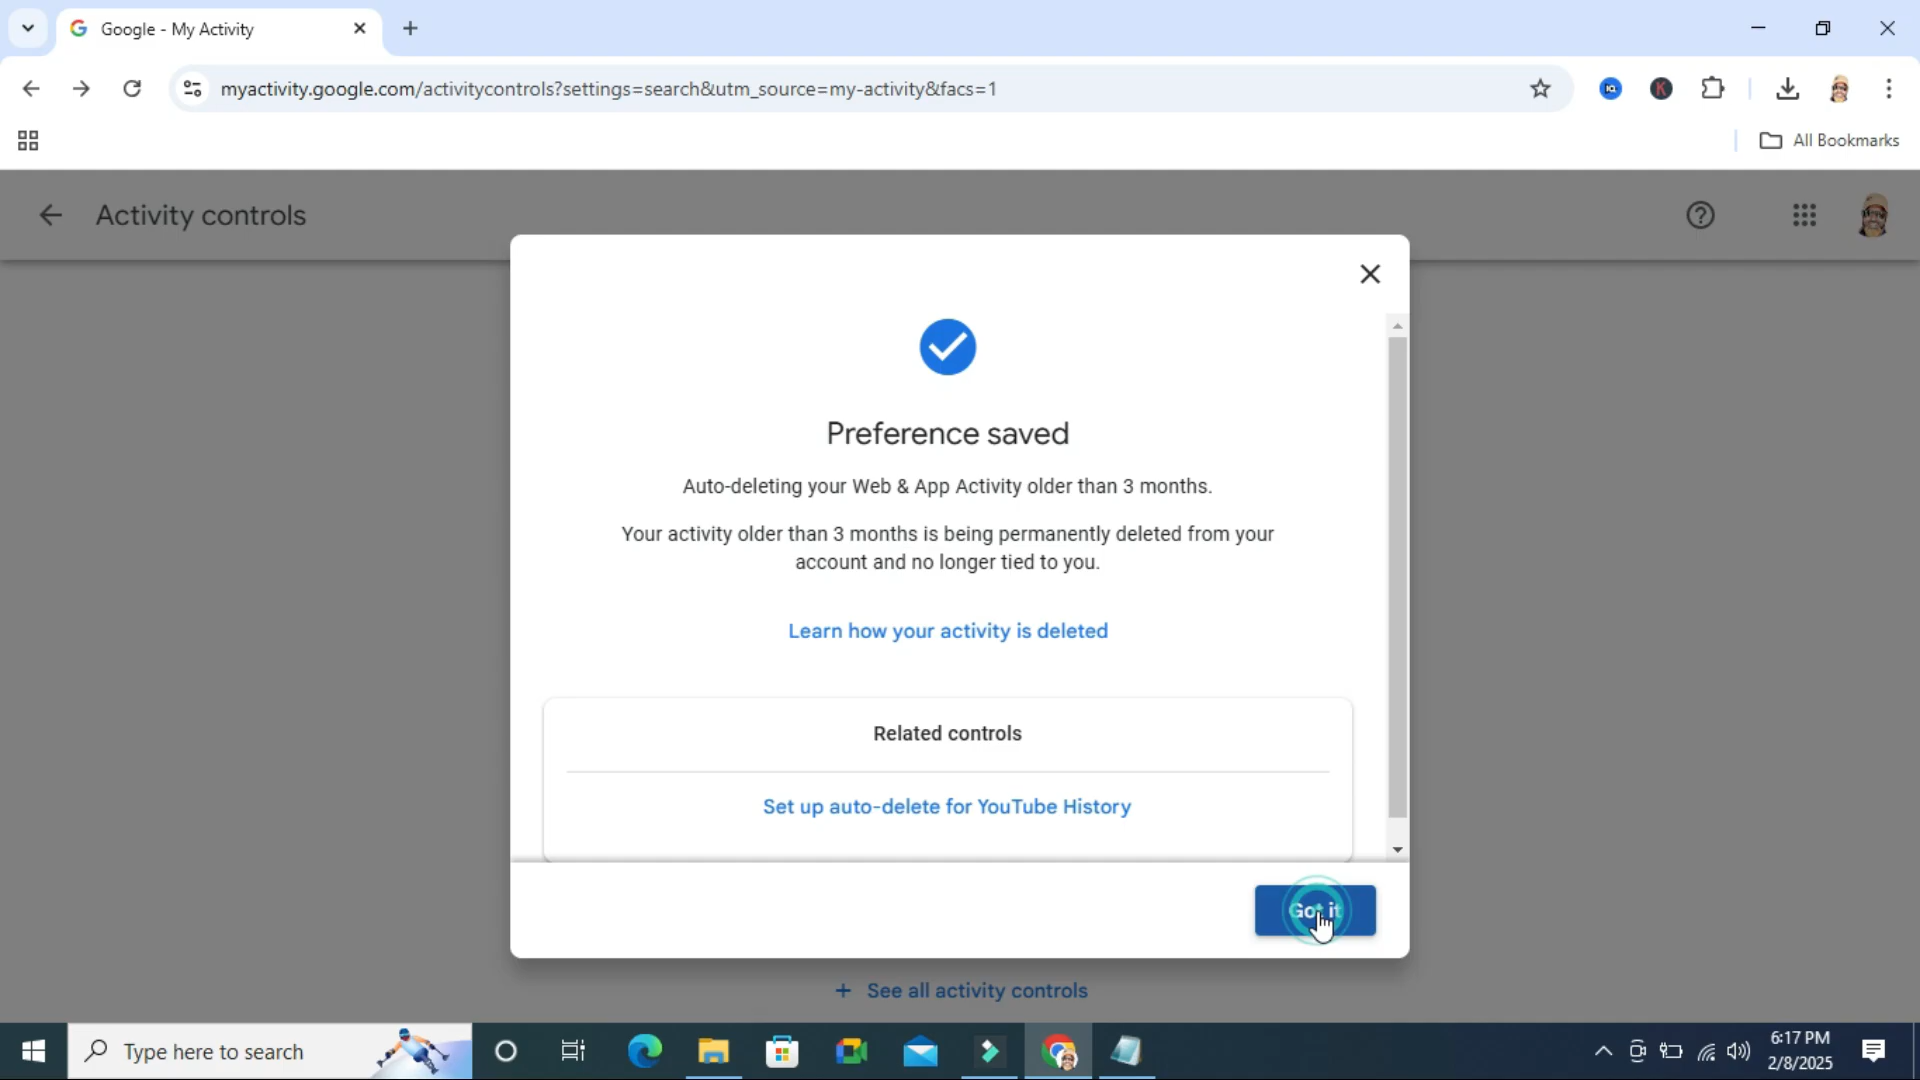 Google - My Activity
myactivity.google.com/activitycontrols?settings=search&utm_source=my-activity&facs=1
All Bookmarks
Activity controls
Preference saved
Auto-deleting your Web & App Activity older than 3 months.
Your activity older than 3 months is being permanently deleted from your
account and no longer tied to you.
Learn how your activity is deleted
Related controls
Set up auto-delete for YouTube History
Got it
+ See all activity controls
Type here to search
6:17 PM
2/8/2025